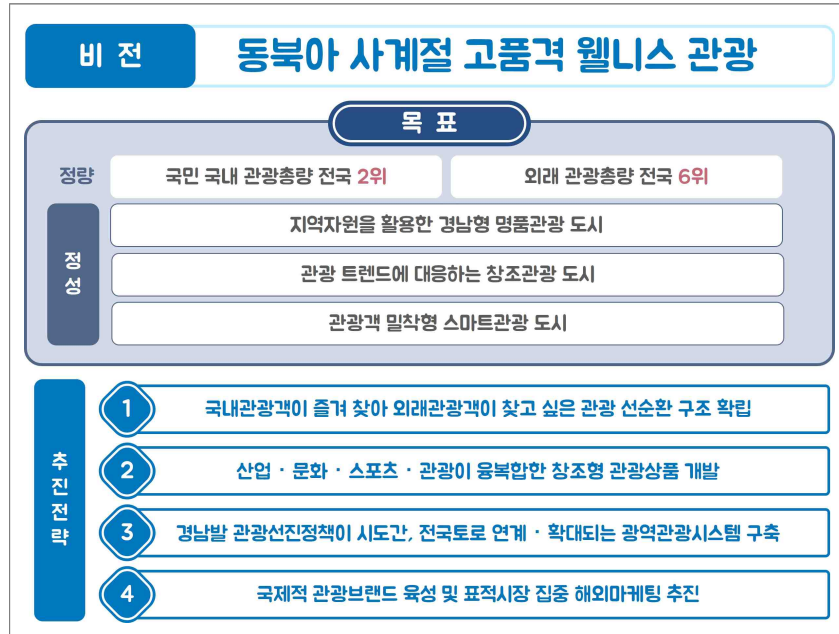 비 전
동북아 사계절 고품격 웰니스 관광
목 표
정량
국민 국내 관광총량 전국 2위
외래 관광총량 전국 6위
정성
지역자원을 활용한 경남형 명품관광 도시
관광 트렌드에 대응하는 창조관광 도시
관광객 밀착형 스마트관광 도시
추진전략
1 국내관광객이 즐겨 찾아 외래관광객이 찾고 싶은 관광 선순환 구조 확립
2 산업 · 문화 · 스포츠 · 관광이 융복합한 창조형 관광상품 개발
3 경남발 관광선진정책이 시도간, 전국토로 연계 · 확대되는 광역관광시스템 구축
4 국제적 관광브랜드 육성 및 표적시장 집중 해외마케팅 추진